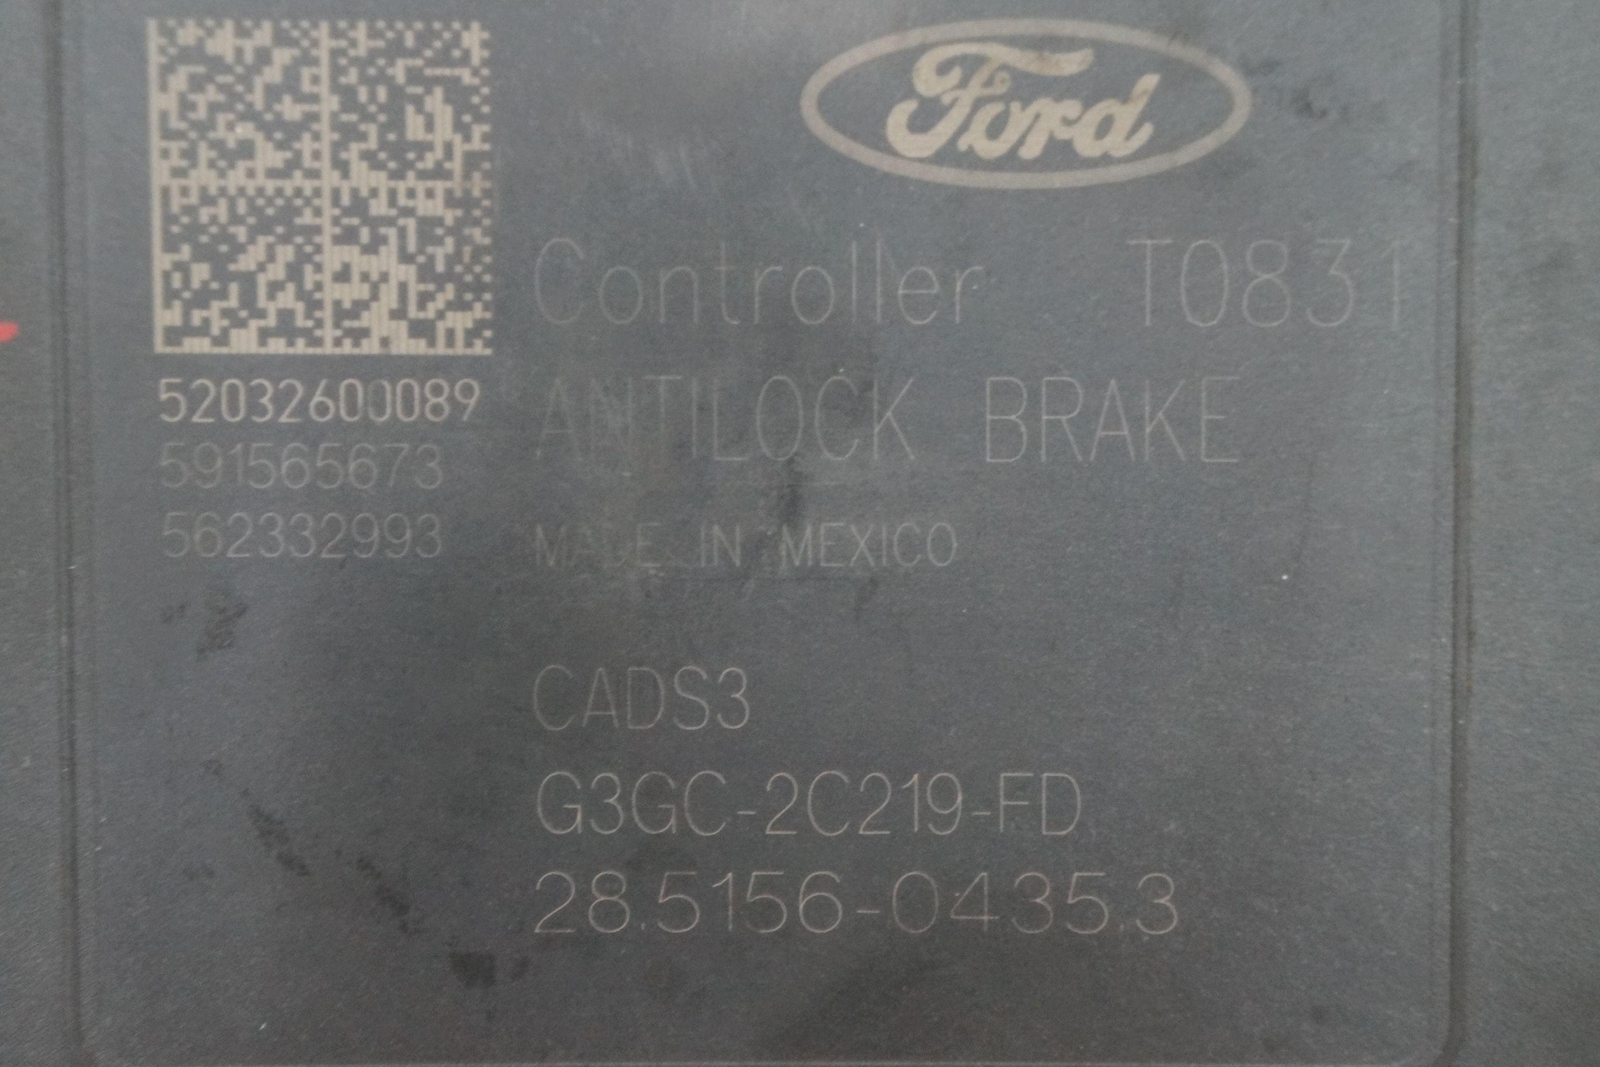 Ford
Controller T0831
ANTILOCK BRAKE
MADE IN MEXICO
52032600089
591565673
562332993
CADS3
G3GC-2C219-FD
28.5156-0435.3